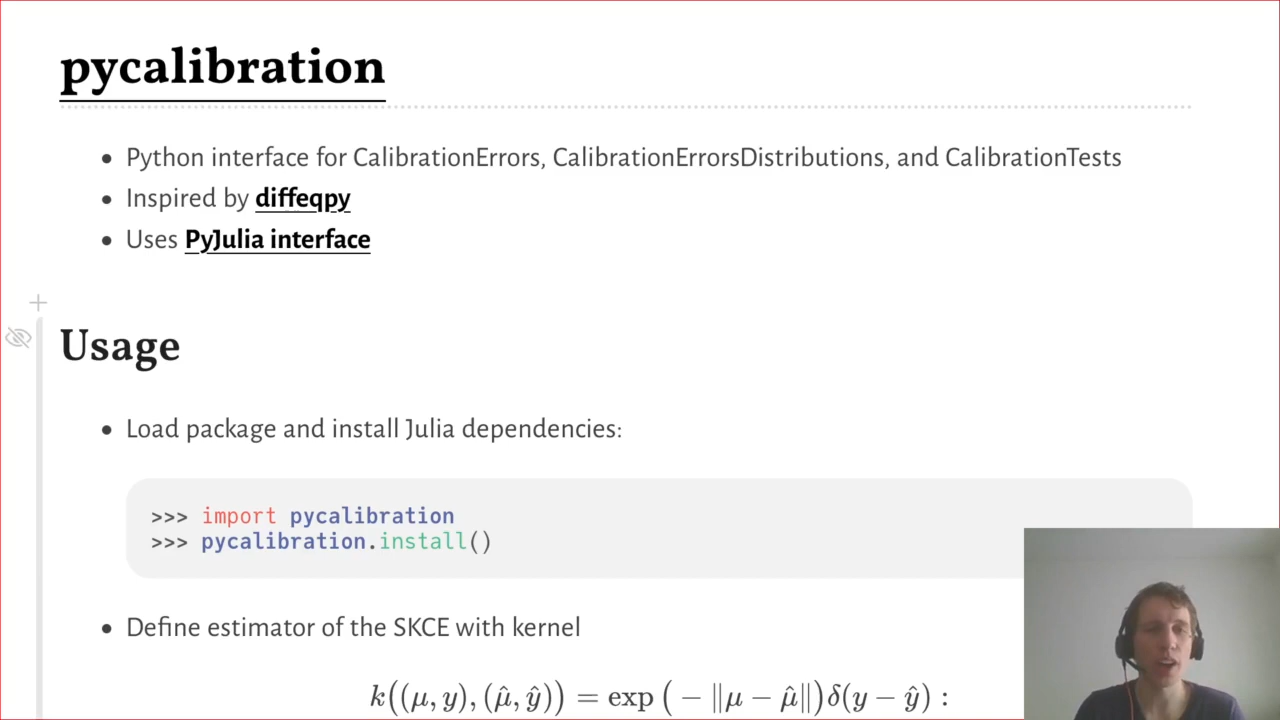 pycalibration
• Python interface for CalibrationErrors, CalibrationErrorsDistributions, and CalibrationTests
• Inspired by diffeqpy
• Uses PyJulia interface
Usage
• Load package and install Julia dependencies:
>>> import pycalibration
>>> pycalibration.install()
• Define estimator of the SKCE with kernel
k((μ, y), (μ̂, ŷ)) = exp ( − ‖μ − μ̂‖)δ(y − ŷ) :